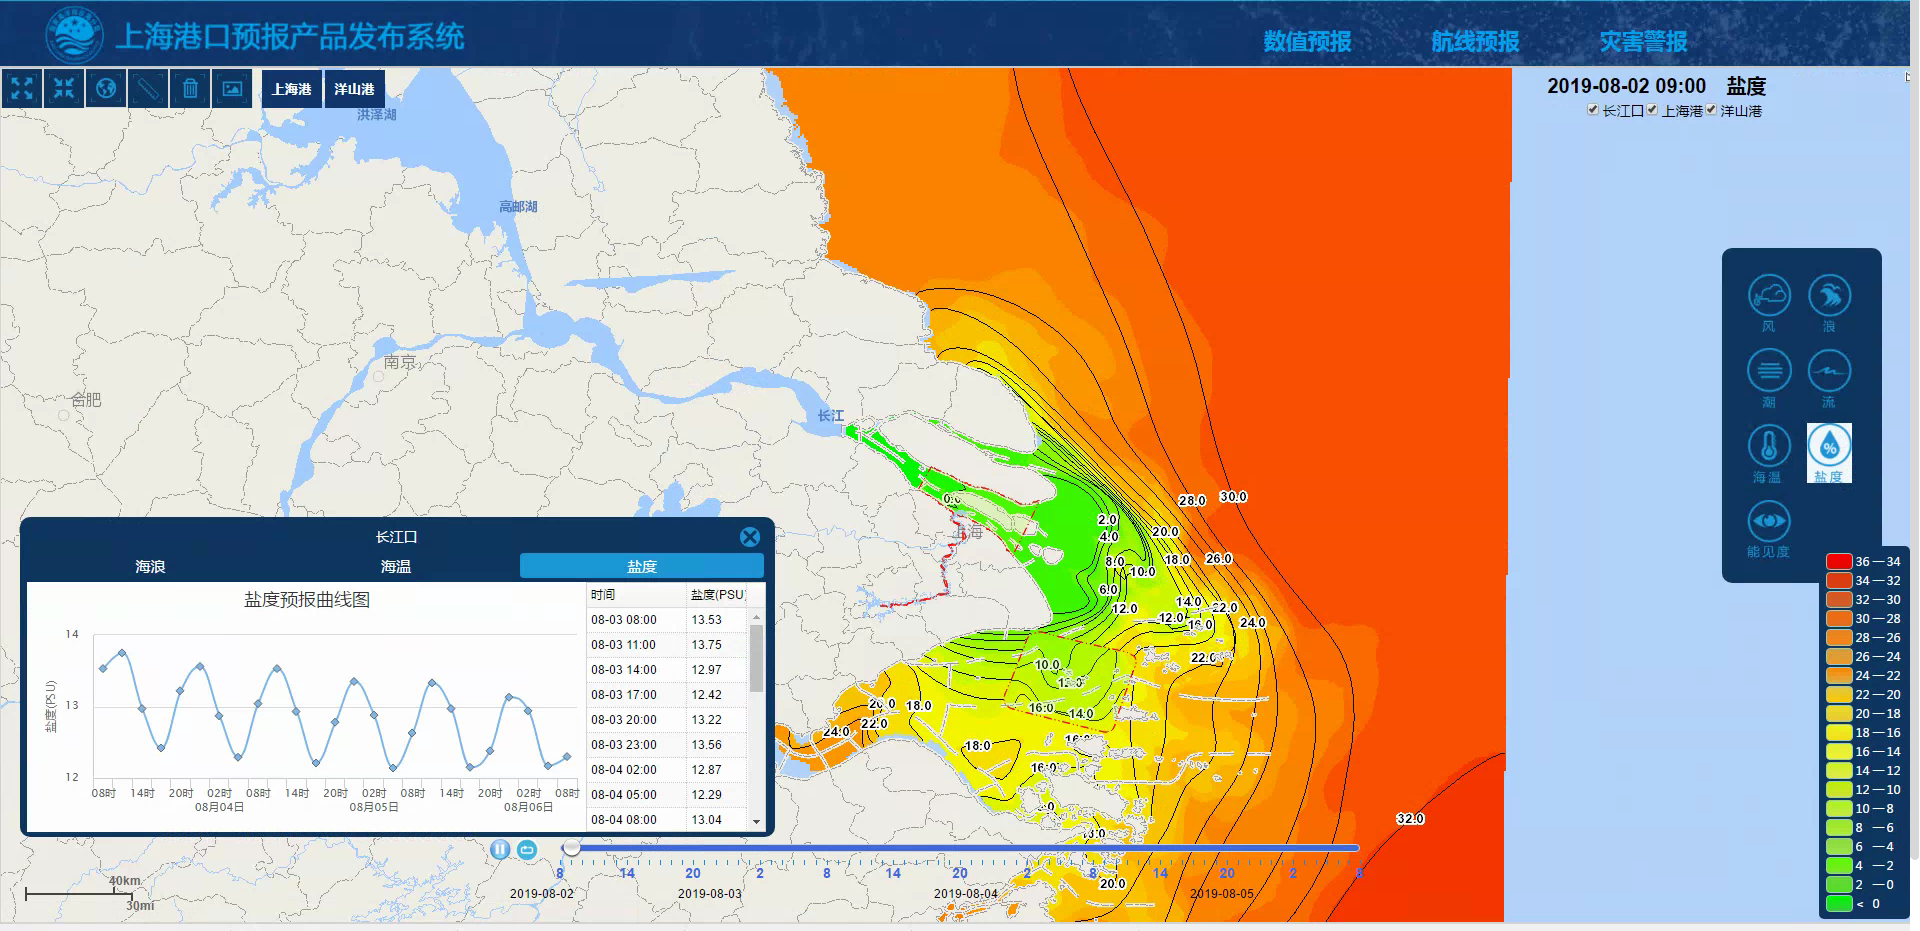 上海港口预报产品发布系统
数值预报 航线预报 灾害警报
上海港 洋山港
2019-08-02 09:00 盐度
长江口 上海港 洋山港
洪泽湖
高邮湖
南京
合肥
长江
上海
风 浪
潮 流
海温 盐度
能见度
36—34
34—32
32—30
30—28
28—26
26—24
24—22
22—20
20—18
18—16
16—14
14—12
12—10
10—8
8 —6
6 —4
4 —2
2 —0
< 0
28.0 30.0
2.0
4.0
20.0
8.0
10.0
18.0
26.0
6.0
12.0
14.0
22.0
12.0
24.0
22.0
10.0
16.0
14.0
18.0
22.0
24.0
18.0
32.0
20.0
长江口
海浪 海温 盐度
盐度预报曲线图
盐度(PSU)
14
13
12
08时 14时 20时 02时 08时 14时 20时 02时 08时 14时 20时 02时 08时
08月04日 08月05日 08月06日
时间 盐度(PSU)
08-03 08:00 13.53
08-03 11:00 13.75
08-03 14:00 12.97
08-03 17:00 12.42
08-03 20:00 13.22
08-03 23:00 13.56
08-04 02:00 12.87
08-04 05:00 12.29
08-04 08:00 13.04
8 14 20 2 8 14 20 2 8 14 20 2 8
2019-08-02 2019-08-03 2019-08-04 2019-08-05
40km
30mi